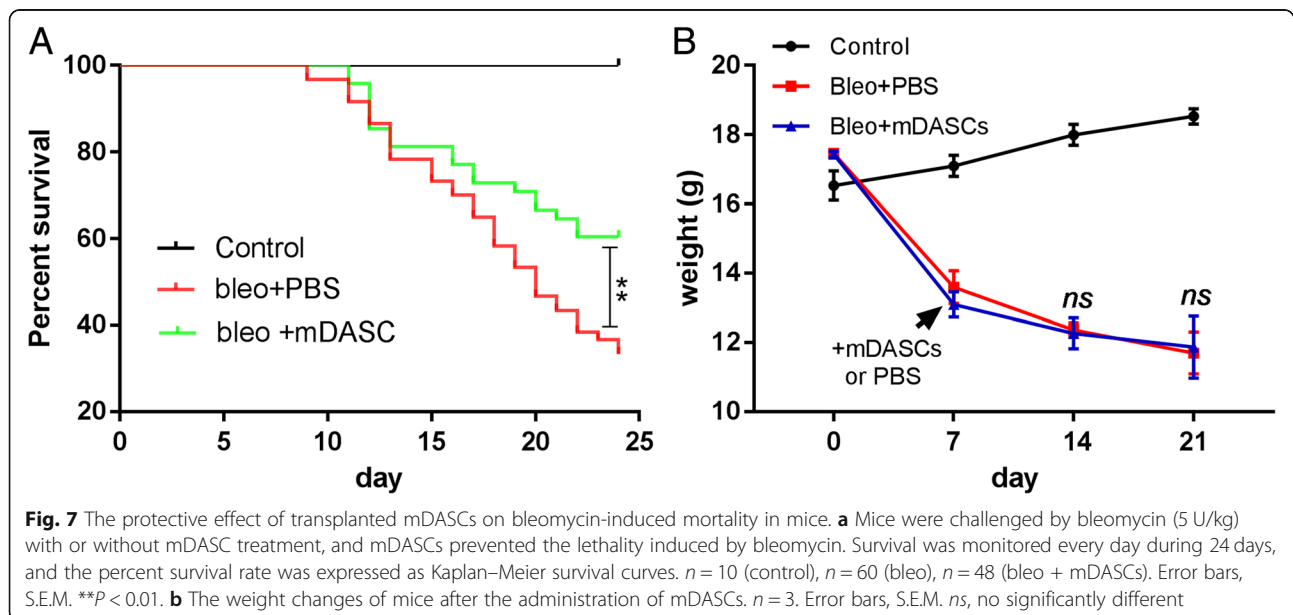 A
100
80
60
40
20
Percent survival
Control
bleo+PBS
bleo +mDASC
**
0 5 10 15 20 25
day
B
Control
Bleo+PBS
Bleo+mDASCs
20
18
16
14
12
10
weight (g)
+mDASCs
or PBS
ns
ns
0 7 14 21
day
Fig. 7 The protective effect of transplanted mDASCs on bleomycin-induced mortality in mice. a Mice were challenged by bleomycin (5 U/kg)
with or without mDASC treatment, and mDASCs prevented the lethality induced by bleomycin. Survival was monitored every day during 24 days,
and the percent survival rate was expressed as Kaplan–Meier survival curves. n = 10 (control), n = 60 (bleo), n = 48 (bleo + mDASCs). Error bars,
S.E.M. **P < 0.01. b The weight changes of mice after the administration of mDASCs. n = 3. Error bars, S.E.M. ns, no significantly different